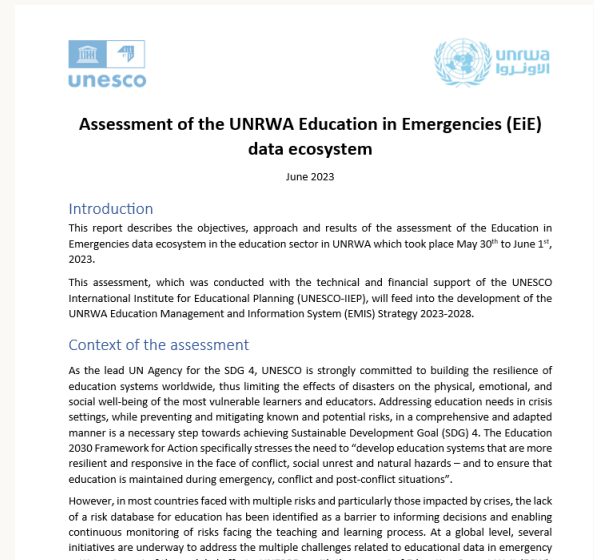 unesco
unrwa
الأونروا
Assessment of the UNRWA Education in Emergencies (EiE)
data ecosystem
June 2023
Introduction
This report describes the objectives, approach and results of the assessment of the Education in
Emergencies data ecosystem in the education sector in UNRWA which took place May 30th to June 1st,
2023.
This assessment, which was conducted with the technical and financial support of the UNESCO
International Institute for Educational Planning (UNESCO-IIEP), will feed into the development of the
UNRWA Education Management and Information System (EMIS) Strategy 2023-2028.
Context of the assessment
As the lead UN Agency for the SDG 4, UNESCO is strongly committed to building the resilience of
education systems worldwide, thus limiting the effects of disasters on the physical, emotional, and
social well-being of the most vulnerable learners and educators. Addressing education needs in crisis
settings, while preventing and mitigating known and potential risks, in a comprehensive and adapted
manner is a necessary step towards achieving Sustainable Development Goal (SDG) 4. The Education
2030 Framework for Action specifically stresses the need to “develop education systems that are more
resilient and responsive in the face of conflict, social unrest and natural hazards – and to ensure that
education is maintained during emergency, conflict and post-conflict situations”.
However, in most countries faced with multiple risks and particularly those impacted by crises, the lack
of a risk database for education has been identified as a barrier to informing decisions and enabling
continuous monitoring of risks facing the teaching and learning process. At a global level, several
initiatives are underway to address the multiple challenges related to educational data in emergency